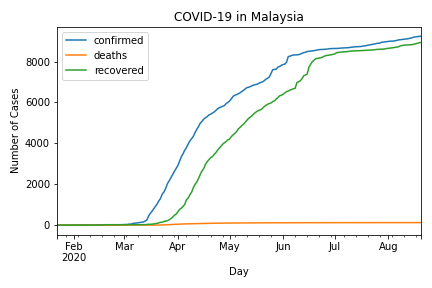 COVID-19 in Malaysia
confirmed
deaths
recovered
Number of Cases
8000
6000
4000
2000
0
Feb
2020
Mar
Apr
May
Jun
Jul
Aug
Day